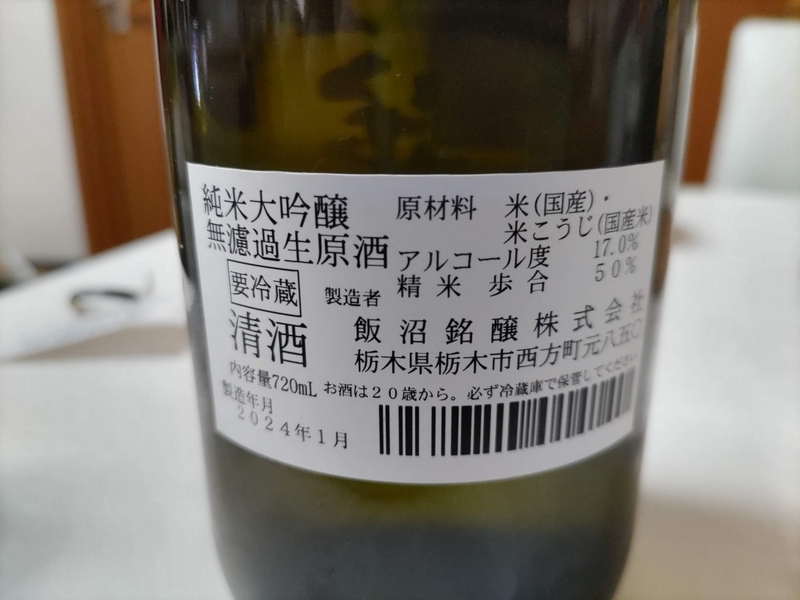 純米大吟醸
無濾過生原酒
要冷蔵
清酒
原材料 米(国産)・
米こうじ(国産米)
アルコール度 17.0%
精米歩合 50%
製造者
飯沼銘醸株式会社
栃木県栃木市西方町元八五〇
内容量720mL お酒は20歳から。必ず冷蔵庫で保管してください
製造年月
2024年1月